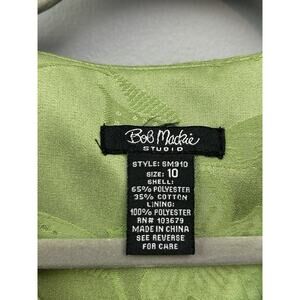 Bob Mackie
STUDIO
STYLE: SM910
SIZE: 10
SHELL:
65% POLYESTER
35% COTTON
LINING:
100% POLYESTER
RN# 103679
MADE IN CHINA
SEE REVERSE
FOR CARE